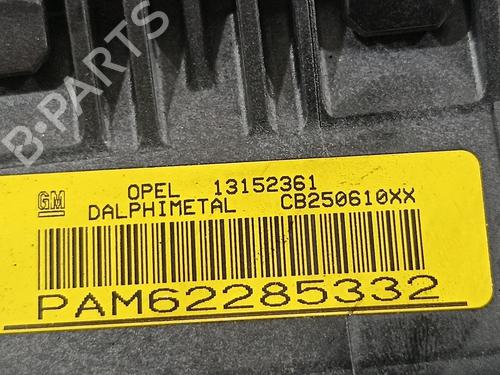 B-PARTS
GM OPEL 13152361
DALPHIMETAL CB250610XX
PAM62285332